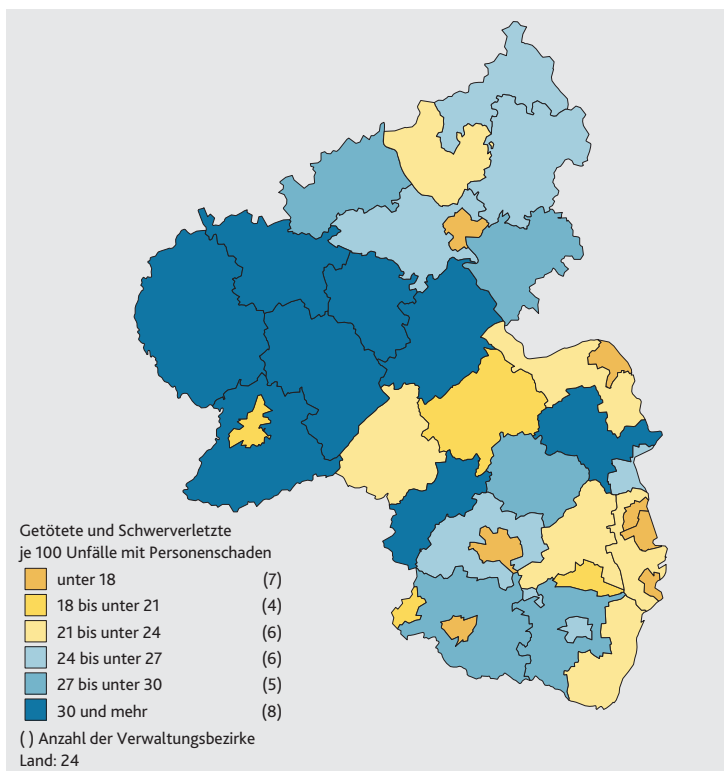 Getötete und Schwerverletzte
je 100 Unfälle mit Personenschaden
unter 18 (7)
18 bis unter 21 (4)
21 bis unter 24 (6)
24 bis unter 27 (6)
27 bis unter 30 (5)
30 und mehr (8)
( ) Anzahl der Verwaltungsbezirke
Land: 24